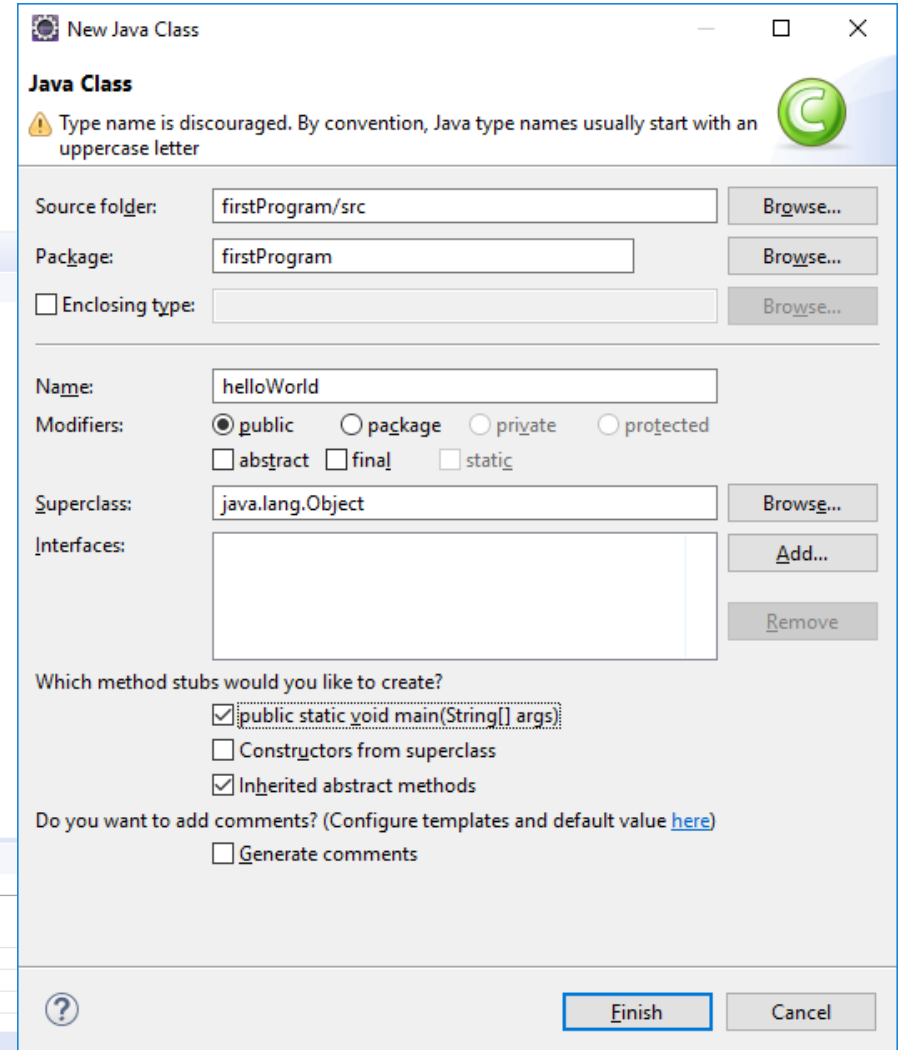 New Java Class
Java Class
Type name is discouraged. By convention, Java type names usually start with an
uppercase letter
Source folder: firstProgram/src Browse...
Package: firstProgram Browse...
Enclosing type: Browse...
Name: helloWorld
Modifiers: public package private protected
abstract final static
Superclass: java.lang.Object Browse...
Interfaces: Add...
Remove
Which method stubs would you like to create?
public static void main(String[] args)
Constructors from superclass
Inherited abstract methods
Do you want to add comments? (Configure templates and default value here)
Generate comments
Finish Cancel